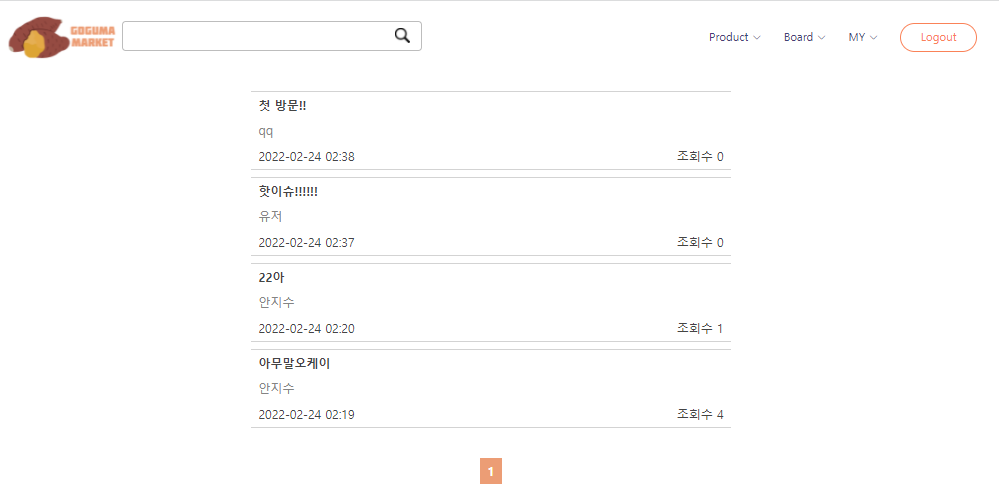 GOGUMA
MARKET
Product Board MY Logout
첫 방문!!
qq
2022-02-24 02:38 조회수 0
핫이슈!!!!!!
유저
2022-02-24 02:37 조회수 0
22아
안지수
2022-02-24 02:20 조회수 1
아무말오케이
안지수
2022-02-24 02:19 조회수 4
1